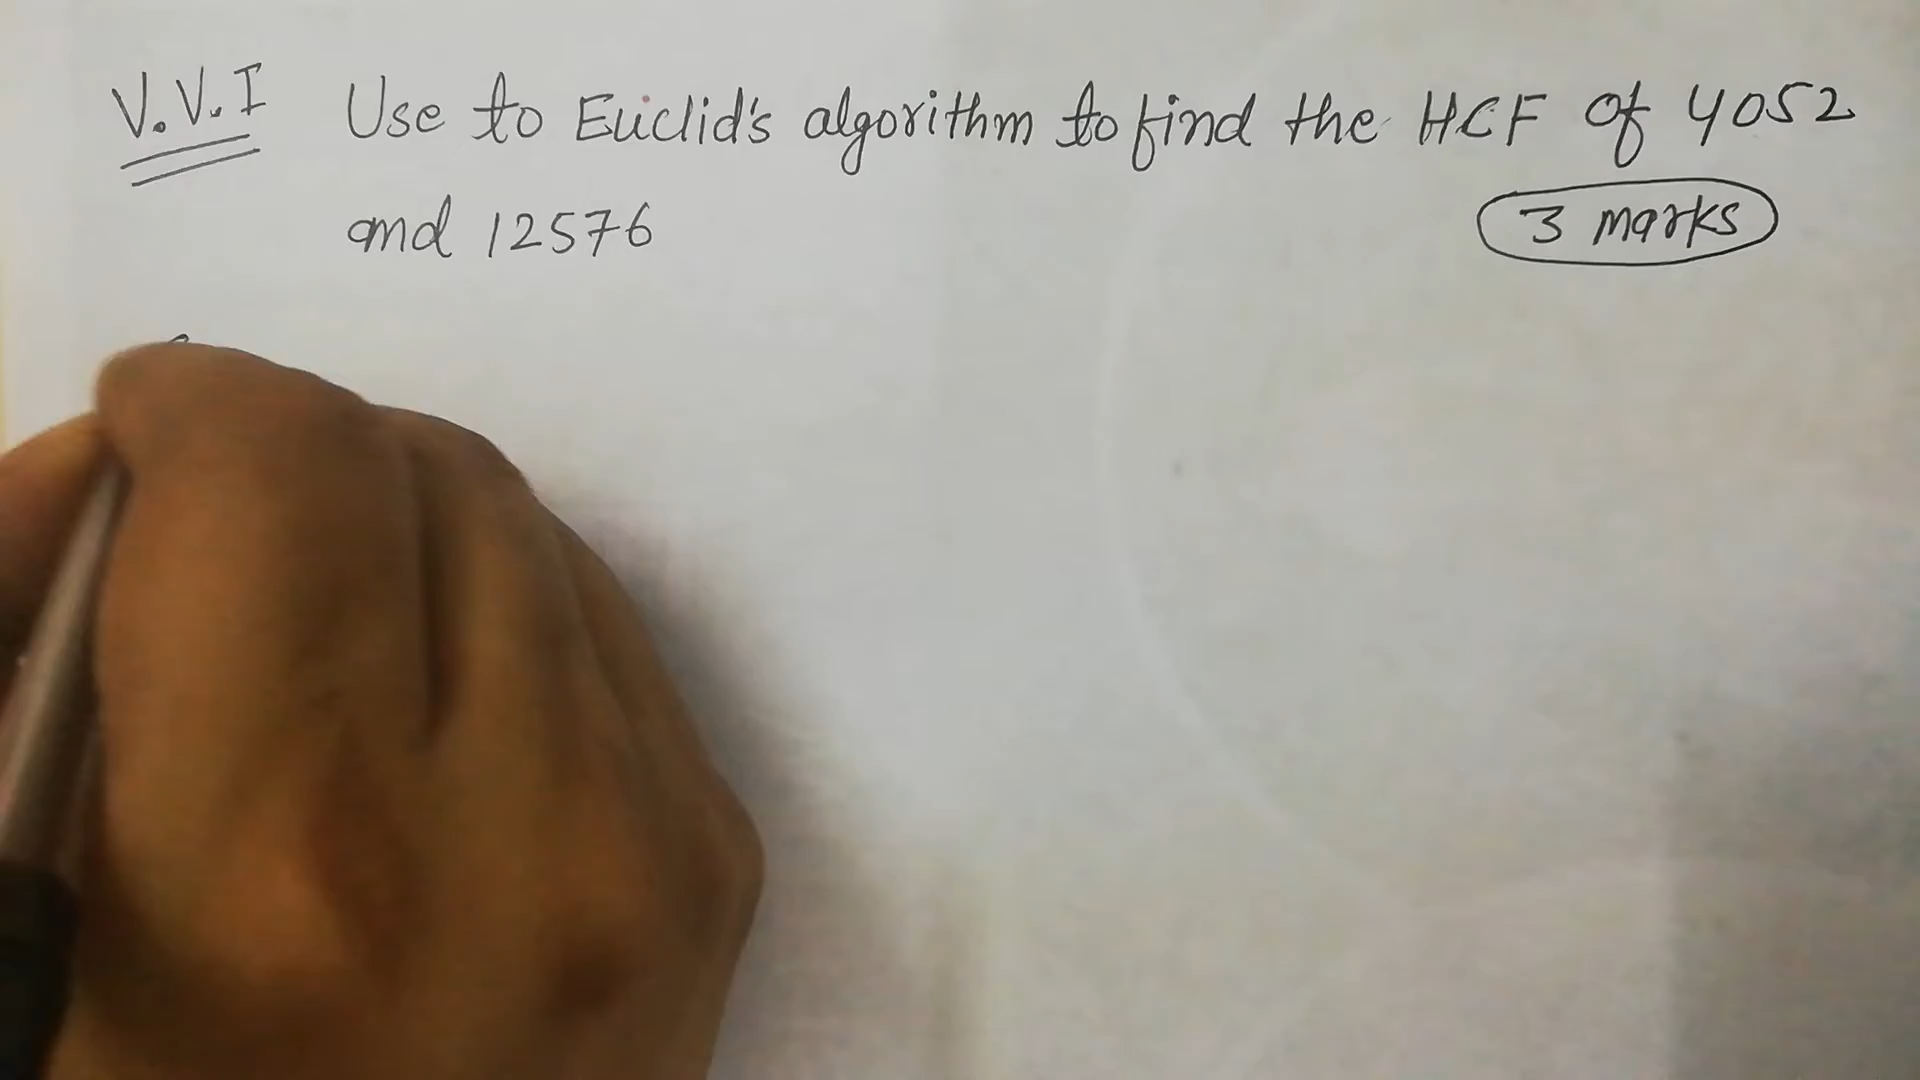 V.V.I Use to Euclid's algorithm to find the HCF of 4052
and 12576
3 marks